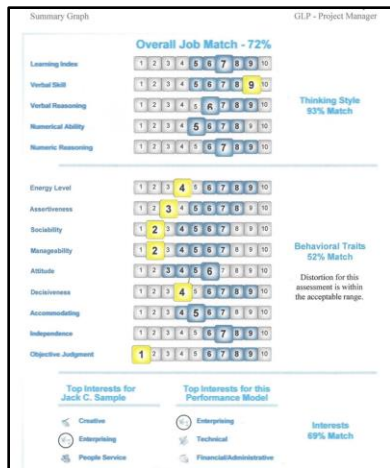 Summary Graph GLP - Project Manager
Overall Job Match - 72%
Learning Index 1 2 3 4 5 6 7 8 9 10
Verbal Skill 1 2 3 4 5 6 7 8 9 10
Verbal Reasoning 1 2 3 4 5 6 7 8 9 10
Numerical Ability 1 2 3 4 5 6 7 8 9 10
Numeric Reasoning 1 2 3 4 5 6 7 8 9 10
Thinking Style
93% Match
Energy Level 1 2 3 4 5 6 7 8 9 10
Assertiveness 1 2 3 4 5 6 7 8 9 10
Sociability 1 2 3 4 5 6 7 8 9 10
Manageability 1 2 3 4 5 6 7 8 9 10
Attitude 1 2 3 4 5 6 7 8 9 10
Decisiveness 1 2 3 4 5 6 7 8 9 10
Accommodating 1 2 3 4 5 6 7 8 9 10
Independence 1 2 3 4 5 6 7 8 9 10
Objective Judgment 1 2 3 4 5 6 7 8 9 10
Behavioral Traits
52% Match
Distortion for this
assessment is within
the acceptable range.
Top Interests for
Jack C. Sample
Creative
Enterprising
People Service
Top Interests for this
Performance Model
Enterprising
Technical
Financial/Administrative
Interests
69% Match